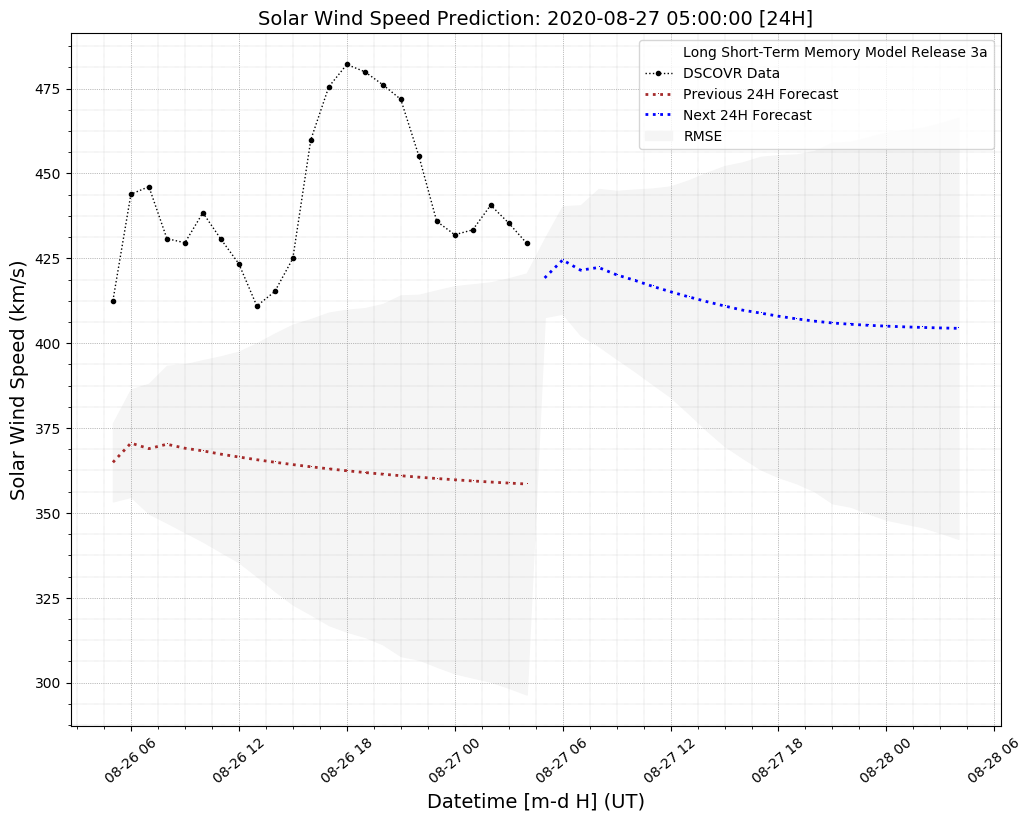 Solar Wind Speed Prediction: 2020-08-27 05:00:00 [24H]
Long Short-Term Memory Model Release 3a
DSCOVR Data
Previous 24H Forecast
Next 24H Forecast
RMSE
Solar Wind Speed (km/s)
475
450
425
400
375
350
325
300
08-26 06
08-26 12
08-26 18
08-27 00
08-27 06
08-27 12
08-27 18
08-28 00
08-28 06
Datetime [m-d H] (UT)